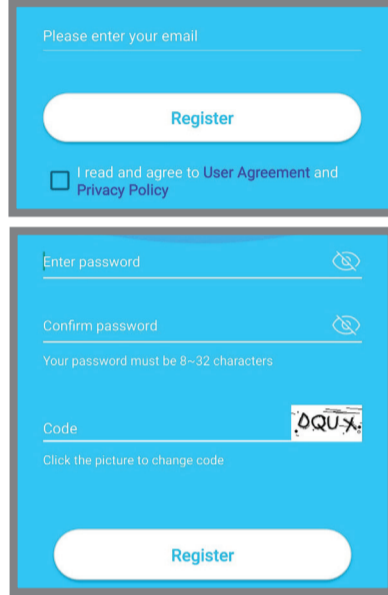 Please enter your email
Register
I read and agree to User Agreement and
Privacy Policy
Enter password
Confirm password
Your password must be 8~32 characters
Code
Click the picture to change code
Register